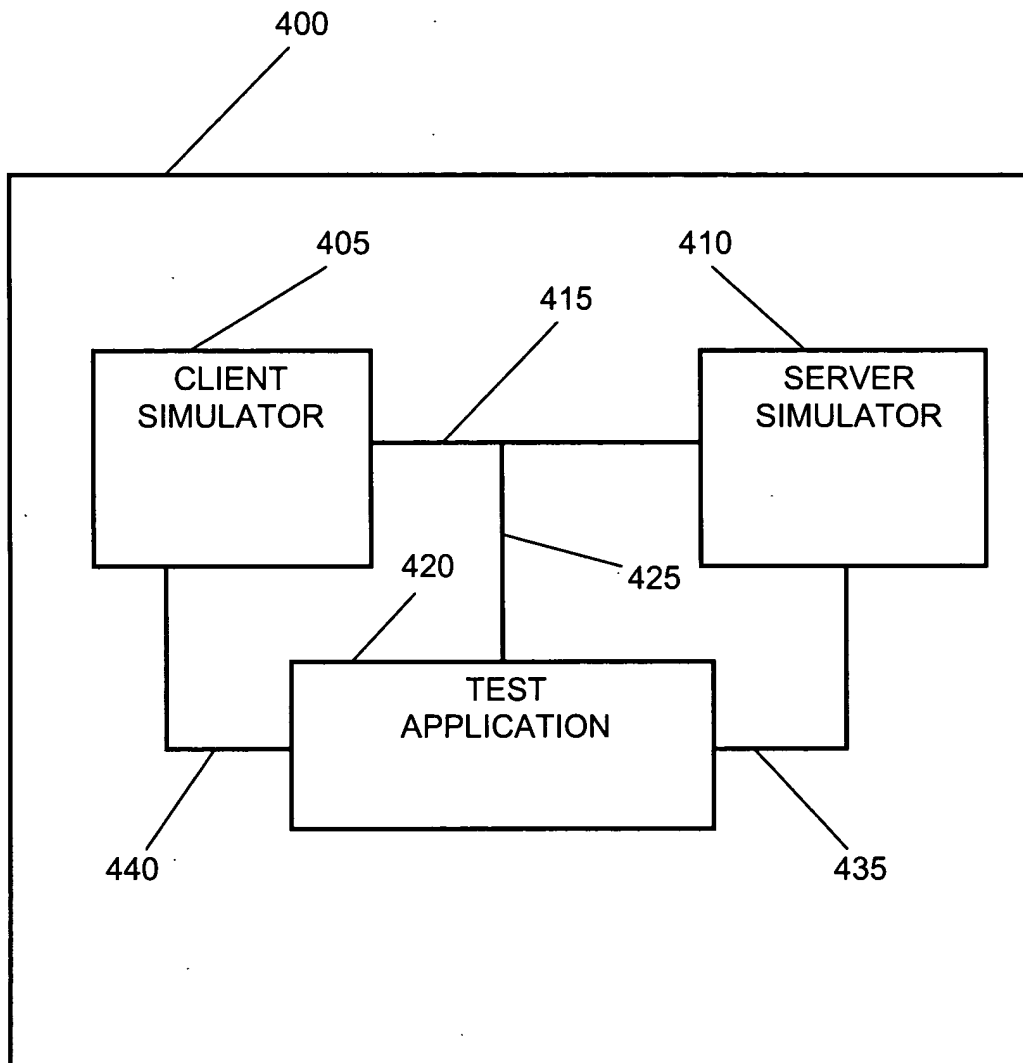 400
405
410
415
CLIENT
SIMULATOR
SERVER
SIMULATOR
420
425
TEST
APPLICATION
440
435